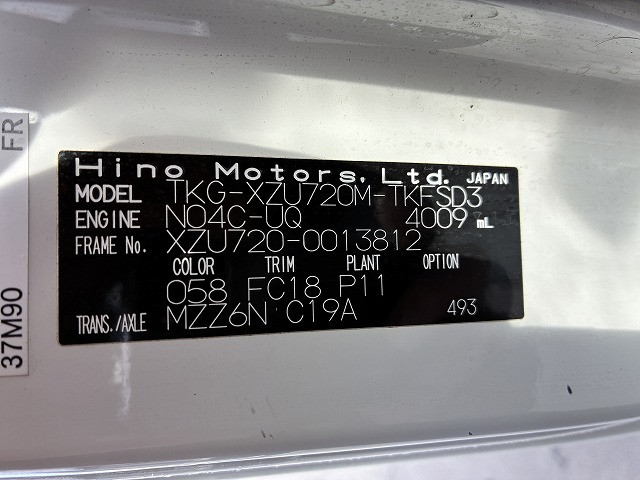 Hino Motors, Ltd. JAPAN
MODEL TKG-XZU720M-TKFSD3
ENGINE N04C-UQ 4009 mL
FRAME No. XZU720-0013812
COLOR TRIM PLANT OPTION
058 FC18 P11
TRANS./AXLE MZZ6N C19A 493
37M90 FR